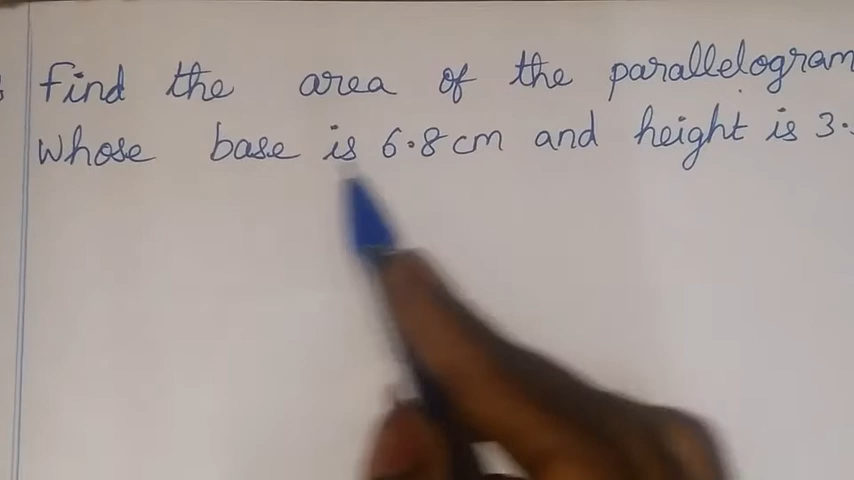 Find the area of the parallelogram
whose base is 6.8 cm and height is 3.